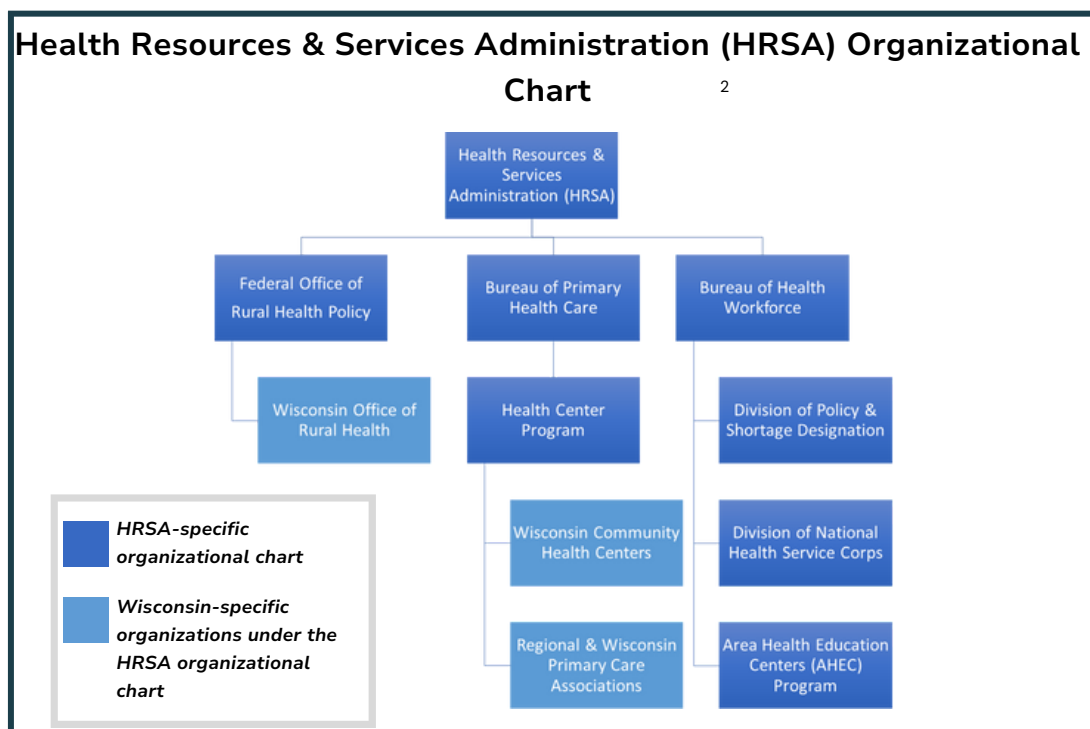 Health Resources & Services Administration (HRSA) Organizational
Chart 2
Health Resources &
Services
Administration (HRSA)
Federal Office of
Rural Health Policy
Bureau of Primary
Health Care
Bureau of Health
Workforce
Wisconsin Office of
Rural Health
Health Center
Program
Division of Policy &
Shortage Designation
Wisconsin Community
Health Centers
Division of National
Health Service Corps
Regional & Wisconsin
Primary Care
Associations
Area Health Education
Centers (AHEC)
Program
HRSA-specific
organizational chart
Wisconsin-specific
organizations under the
HRSA organizational
chart